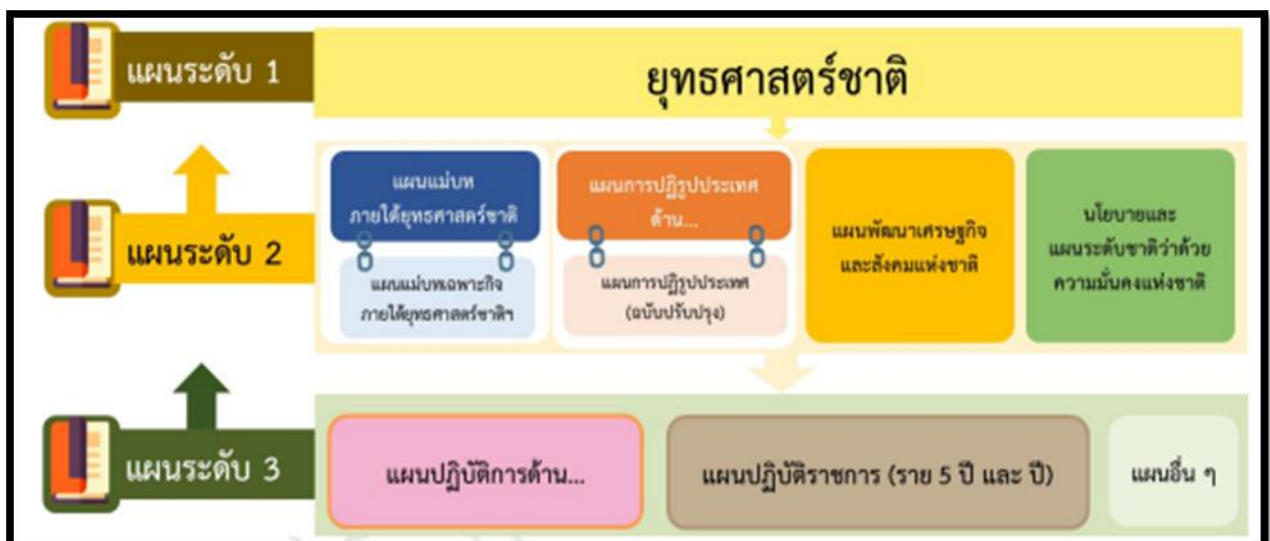 แผนระดับ 1
ยุทธศาสตร์ชาติ
แผนระดับ 2
แผนแม่บท
ภายใต้ยุทธศาสตร์ชาติ
แผนแม่บทเฉพาะกิจ
ภายใต้ยุทธศาสตร์ชาติฯ
แผนการปฏิรูปประเทศ
ด้าน...
แผนการปฏิรูปประเทศ
(ฉบับปรับปรุง)
แผนพัฒนาเศรษฐกิจ
และสังคมแห่งชาติ
นโยบายและ
แผนระดับชาติว่าด้วย
ความมั่นคงแห่งชาติ
แผนระดับ 3
แผนปฏิบัติการด้าน...
แผนปฏิบัติราชการ (ราย 5 ปี และ ปี)
แผนอื่น ๆ